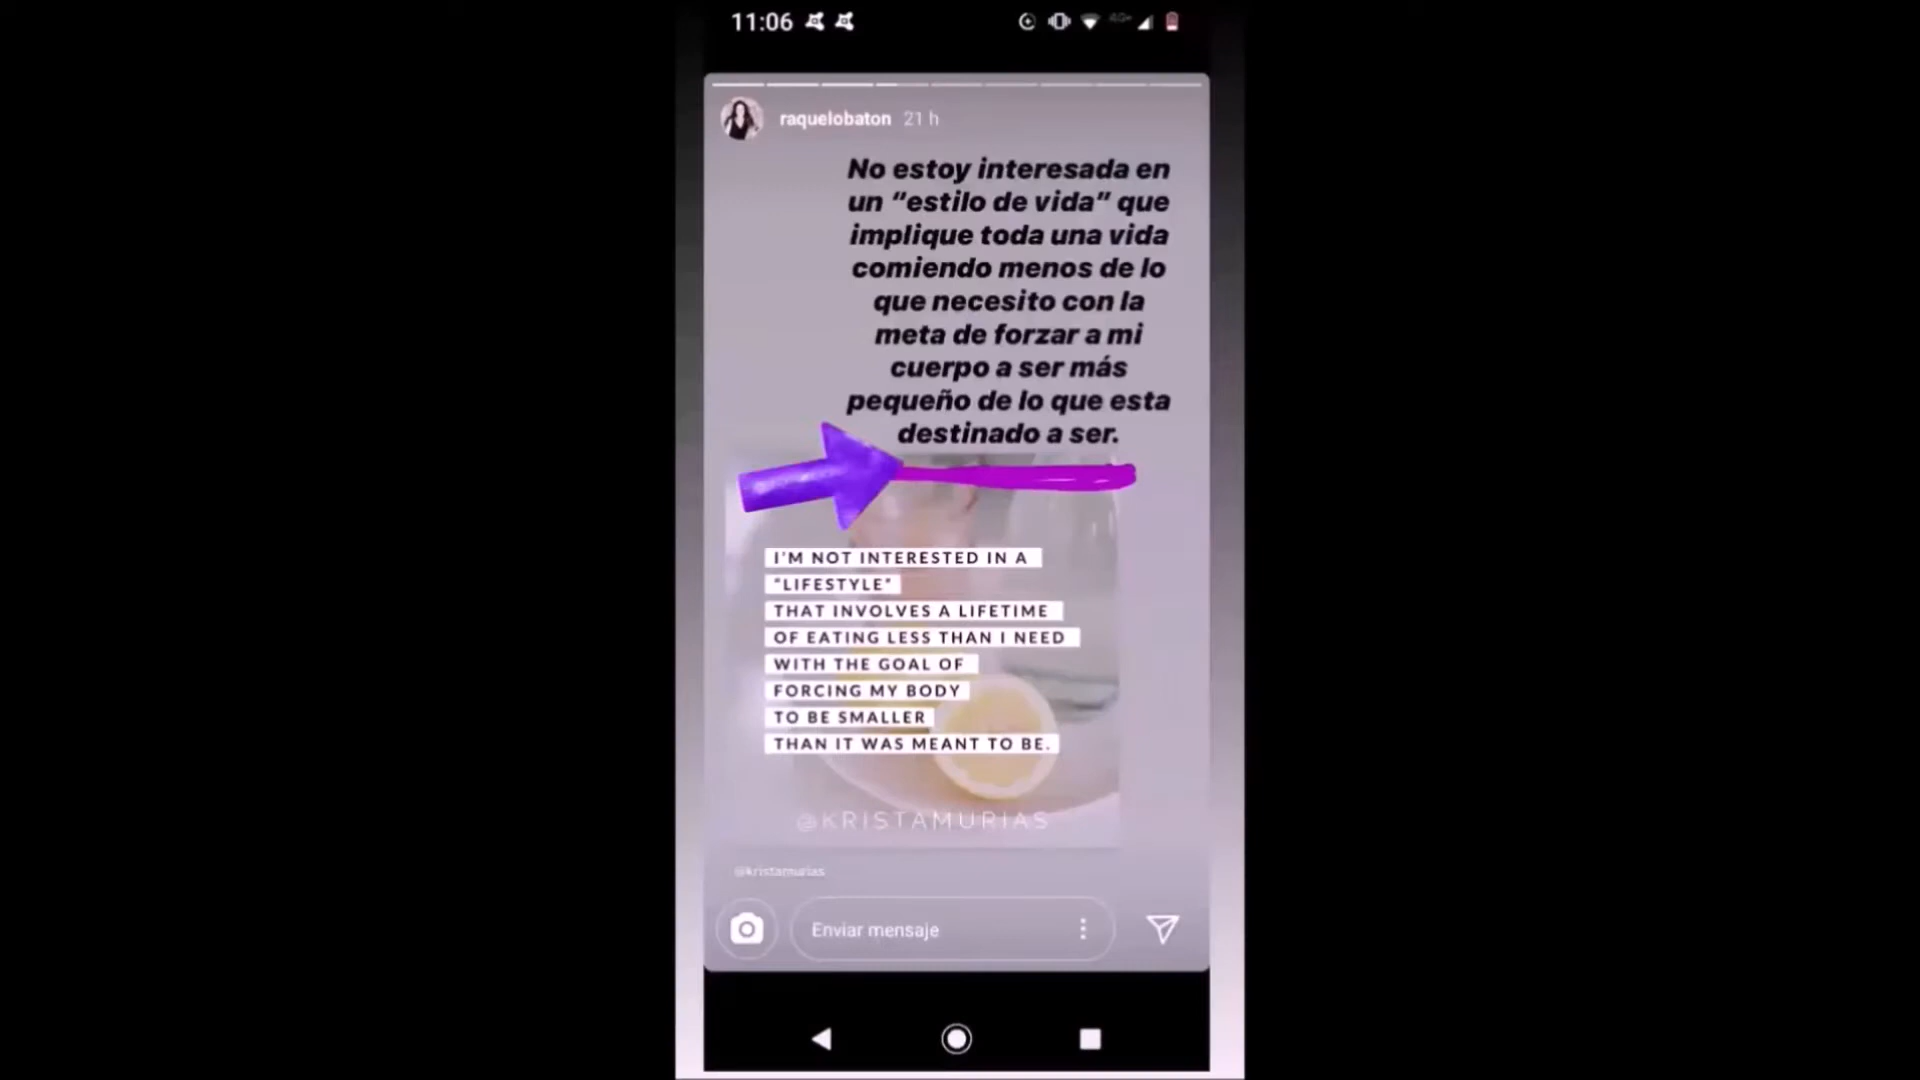 11:06
4G+
raquelobaton 21 h
No estoy interesada en
un "estilo de vida" que
implique toda una vida
comiendo menos de lo
que necesito con la
meta de forzar a mi
cuerpo a ser más
pequeño de lo que esta
destinado a ser.
I'M NOT INTERESTED IN A
"LIFESTYLE"
THAT INVOLVES A LIFETIME
OF EATING LESS THAN I NEED
WITH THE GOAL OF
FORCING MY BODY
TO BE SMALLER
THAN IT WAS MEANT TO BE.
@KRISTAMURIAS
@kristamurias
Enviar mensaje